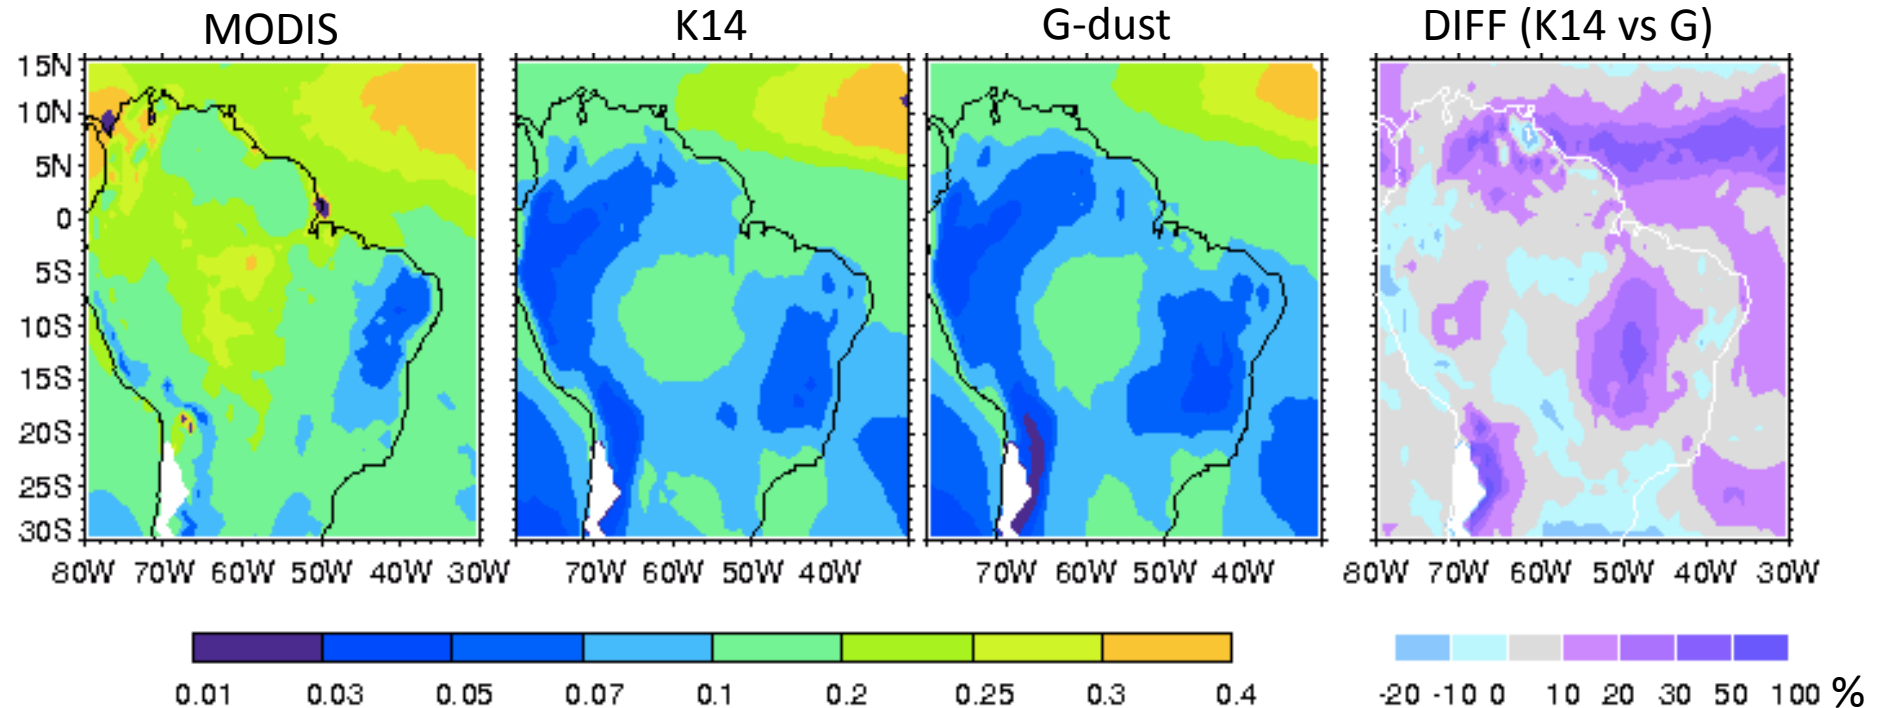 MODIS K14 G-dust DIFF (K14 vs G)
15N
10N
5N
0
5S
10S
15S
20S
25S
30S
80W 70W 60W 50W 40W 30W 70W 60W 50W 40W 70W 60W 50W 40W 80W 70W 60W 50W 40W 30W
0.01 0.03 0.05 0.07 0.1 0.2 0.25 0.3 0.4 -20 -10 0 10 20 30 50 100 %